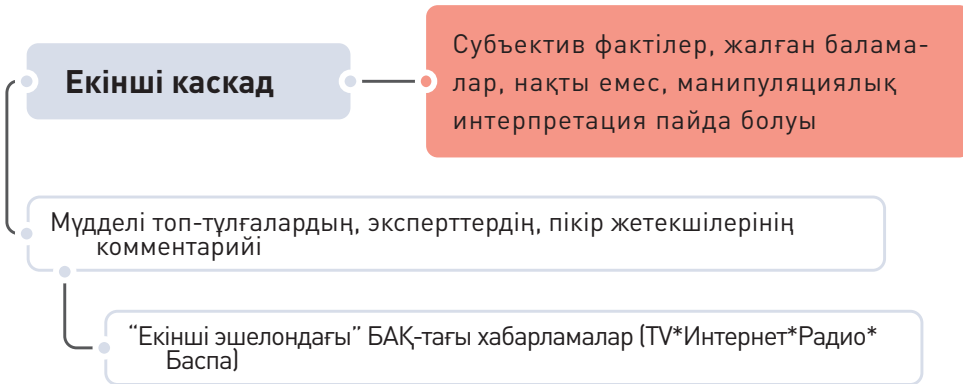 Екінші каскад
Субъектив фактілер, жалған балама-
лар, нақты емес, манипуляциялық
интерпретация пайда болуы
Мүдделі топ-тұлғалардың, эксперттердің, пікір жетекшілерінің
комментарийі
“Екінші эшелондағы” БАҚ-тағы хабарламалар (TV*Интернет*Радио*
Баспа)